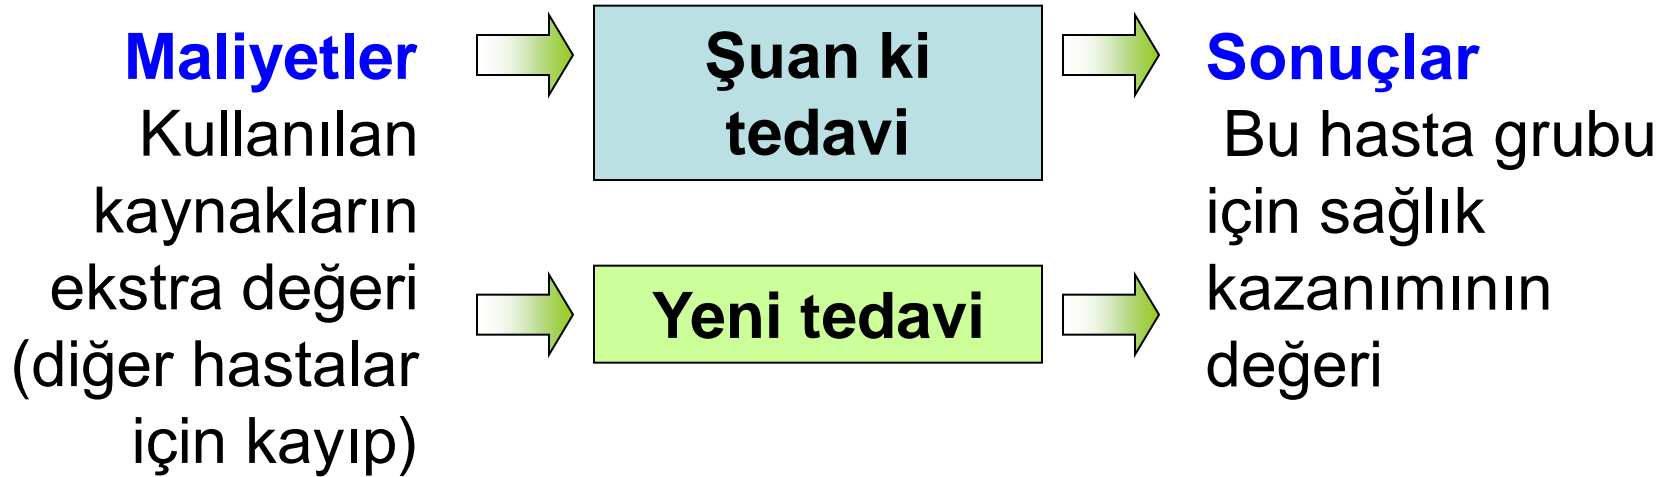 Maliyetler
Kullanılan
kaynakların
ekstra değeri
(diğer hastalar
için kayıp)
Şuan ki
tedavi
Yeni tedavi
Sonuçlar
Bu hasta grubu
için sağlık
kazanımının
değeri